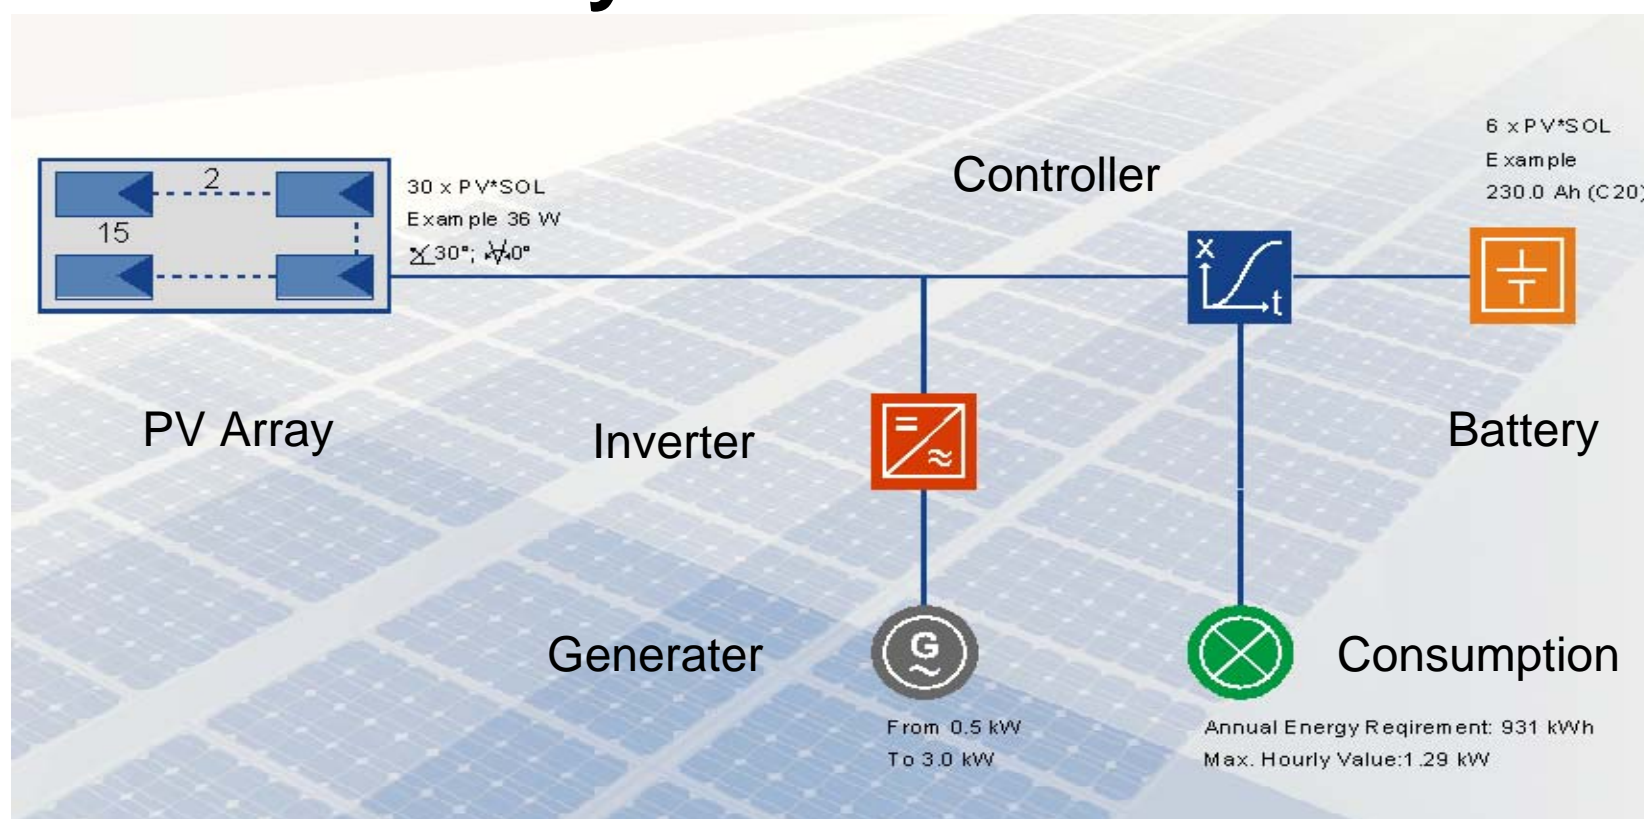 2
15
30 x PV*SOL
Example 36 W
30°; 0°
PV Array
Controller
x
t
6 x PV*SOL
Example
230.0 Ah (C20)
Battery
Inverter
Generater
G
From 0.5 kW
To 3.0 kW
Consumption
Annual Energy Reqirement: 931 kWh
Max. Hourly Value:1.29 kW